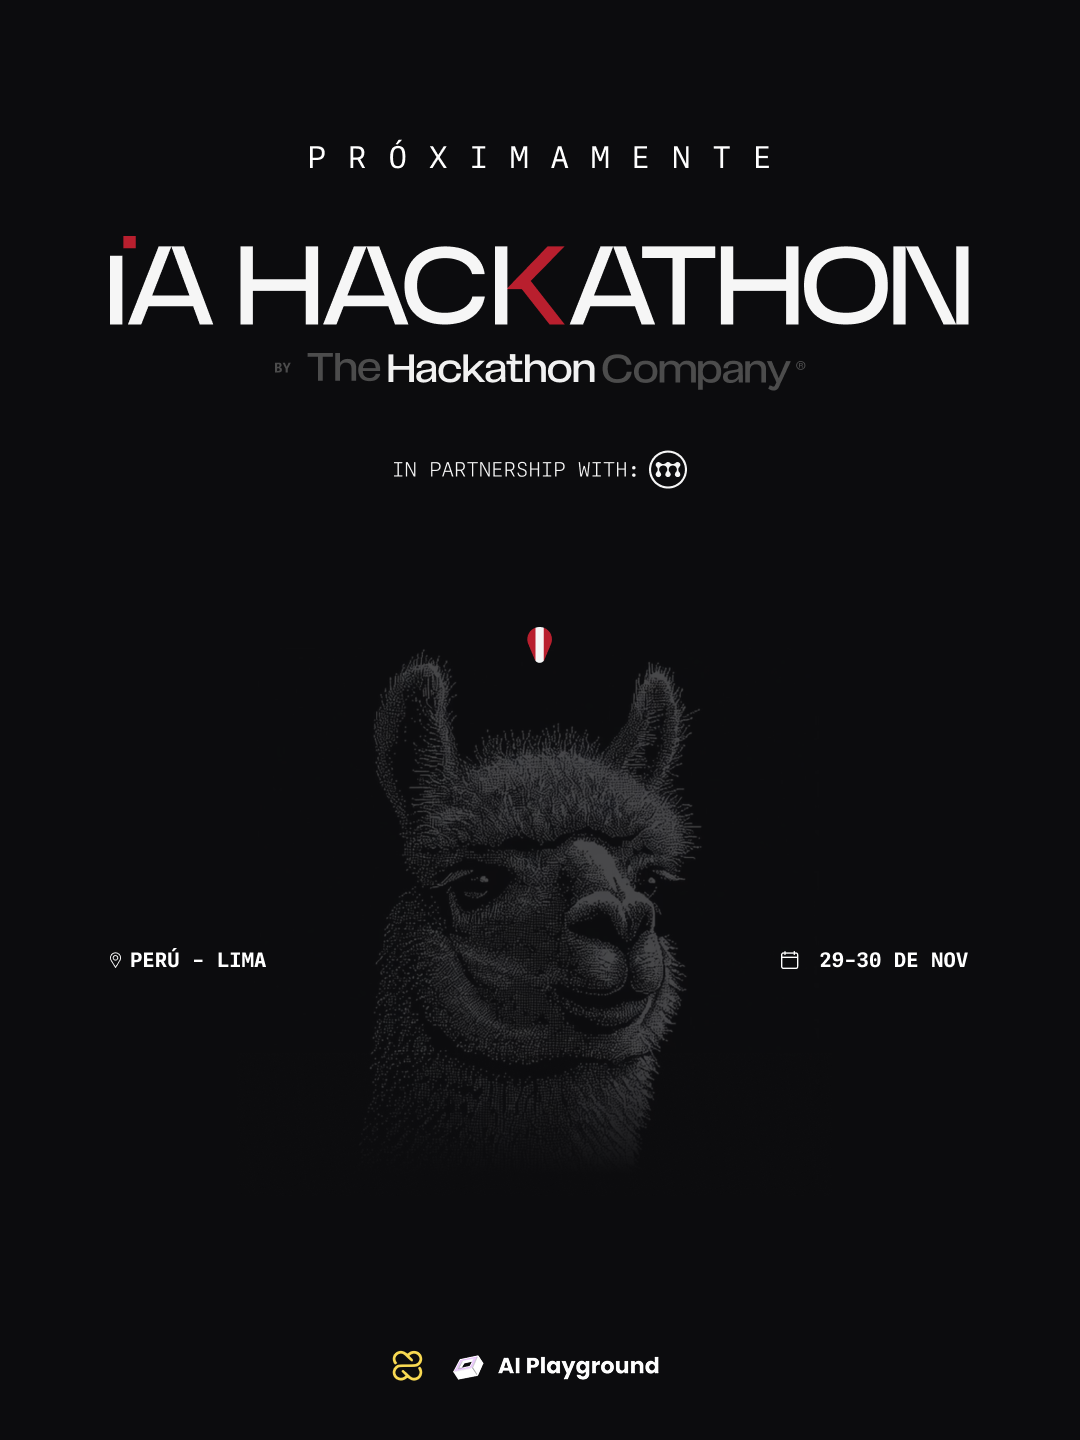 PRÓXIMAMENTE
iA HACKATHON
BY The Hackathon Company ®
IN PARTNERSHIP WITH:
PERÚ - LIMA
29-30 DE NOV
AI Playground